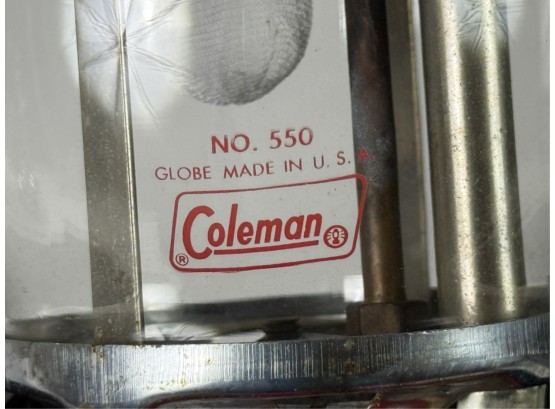 NO. 550
GLOBE MADE IN U. S. A
Coleman
®